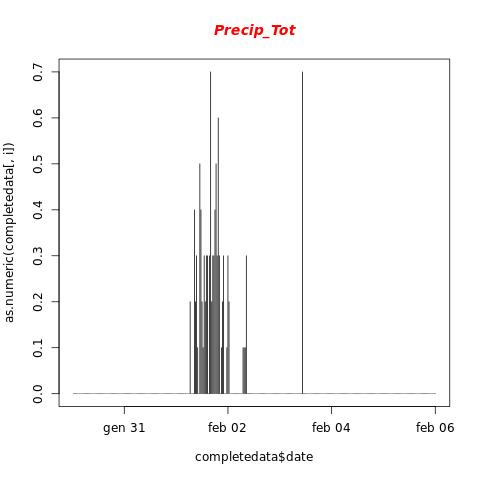 Precip_Tot
as.numeric(completedata[, i])
0.7
0.6
0.5
0.4
0.3
0.2
0.1
0.0
gen 31 feb 02 feb 04 feb 06
completedata$date